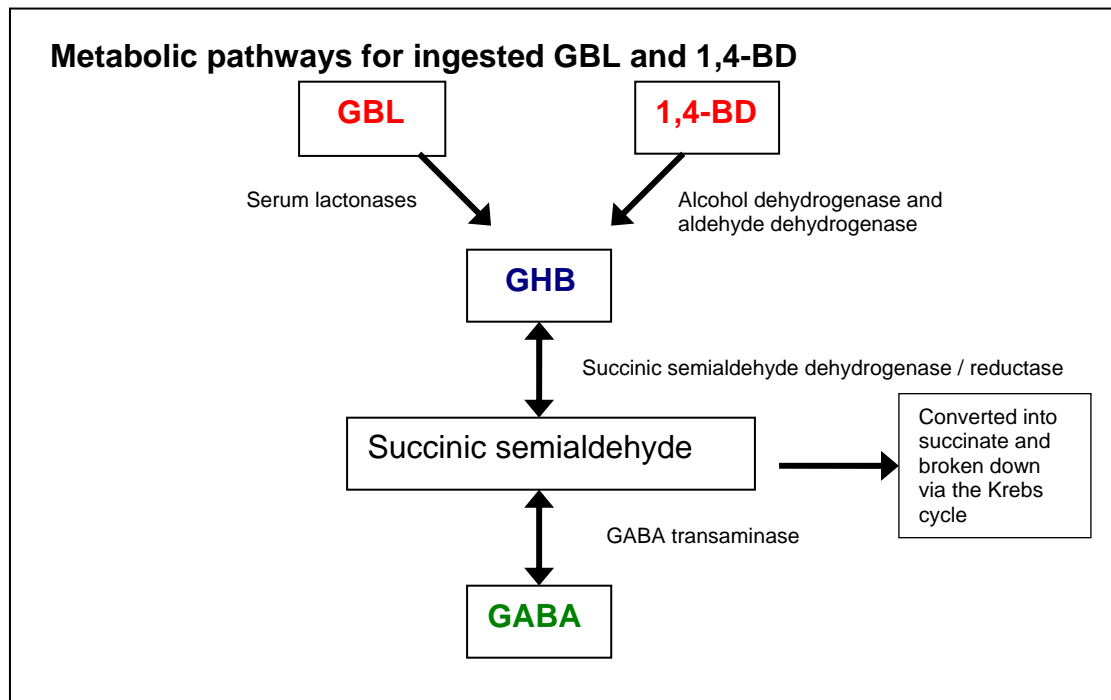 Metabolic pathways for ingested GBL and 1,4-BD
GBL
1,4-BD
Serum lactonases
Alcohol dehydrogenase and
aldehyde dehydrogenase
GHB
Succinic semialdehyde dehydrogenase / reductase
Succinic semialdehyde
Converted into
succinate and
broken down
via the Krebs
cycle
GABA transaminase
GABA